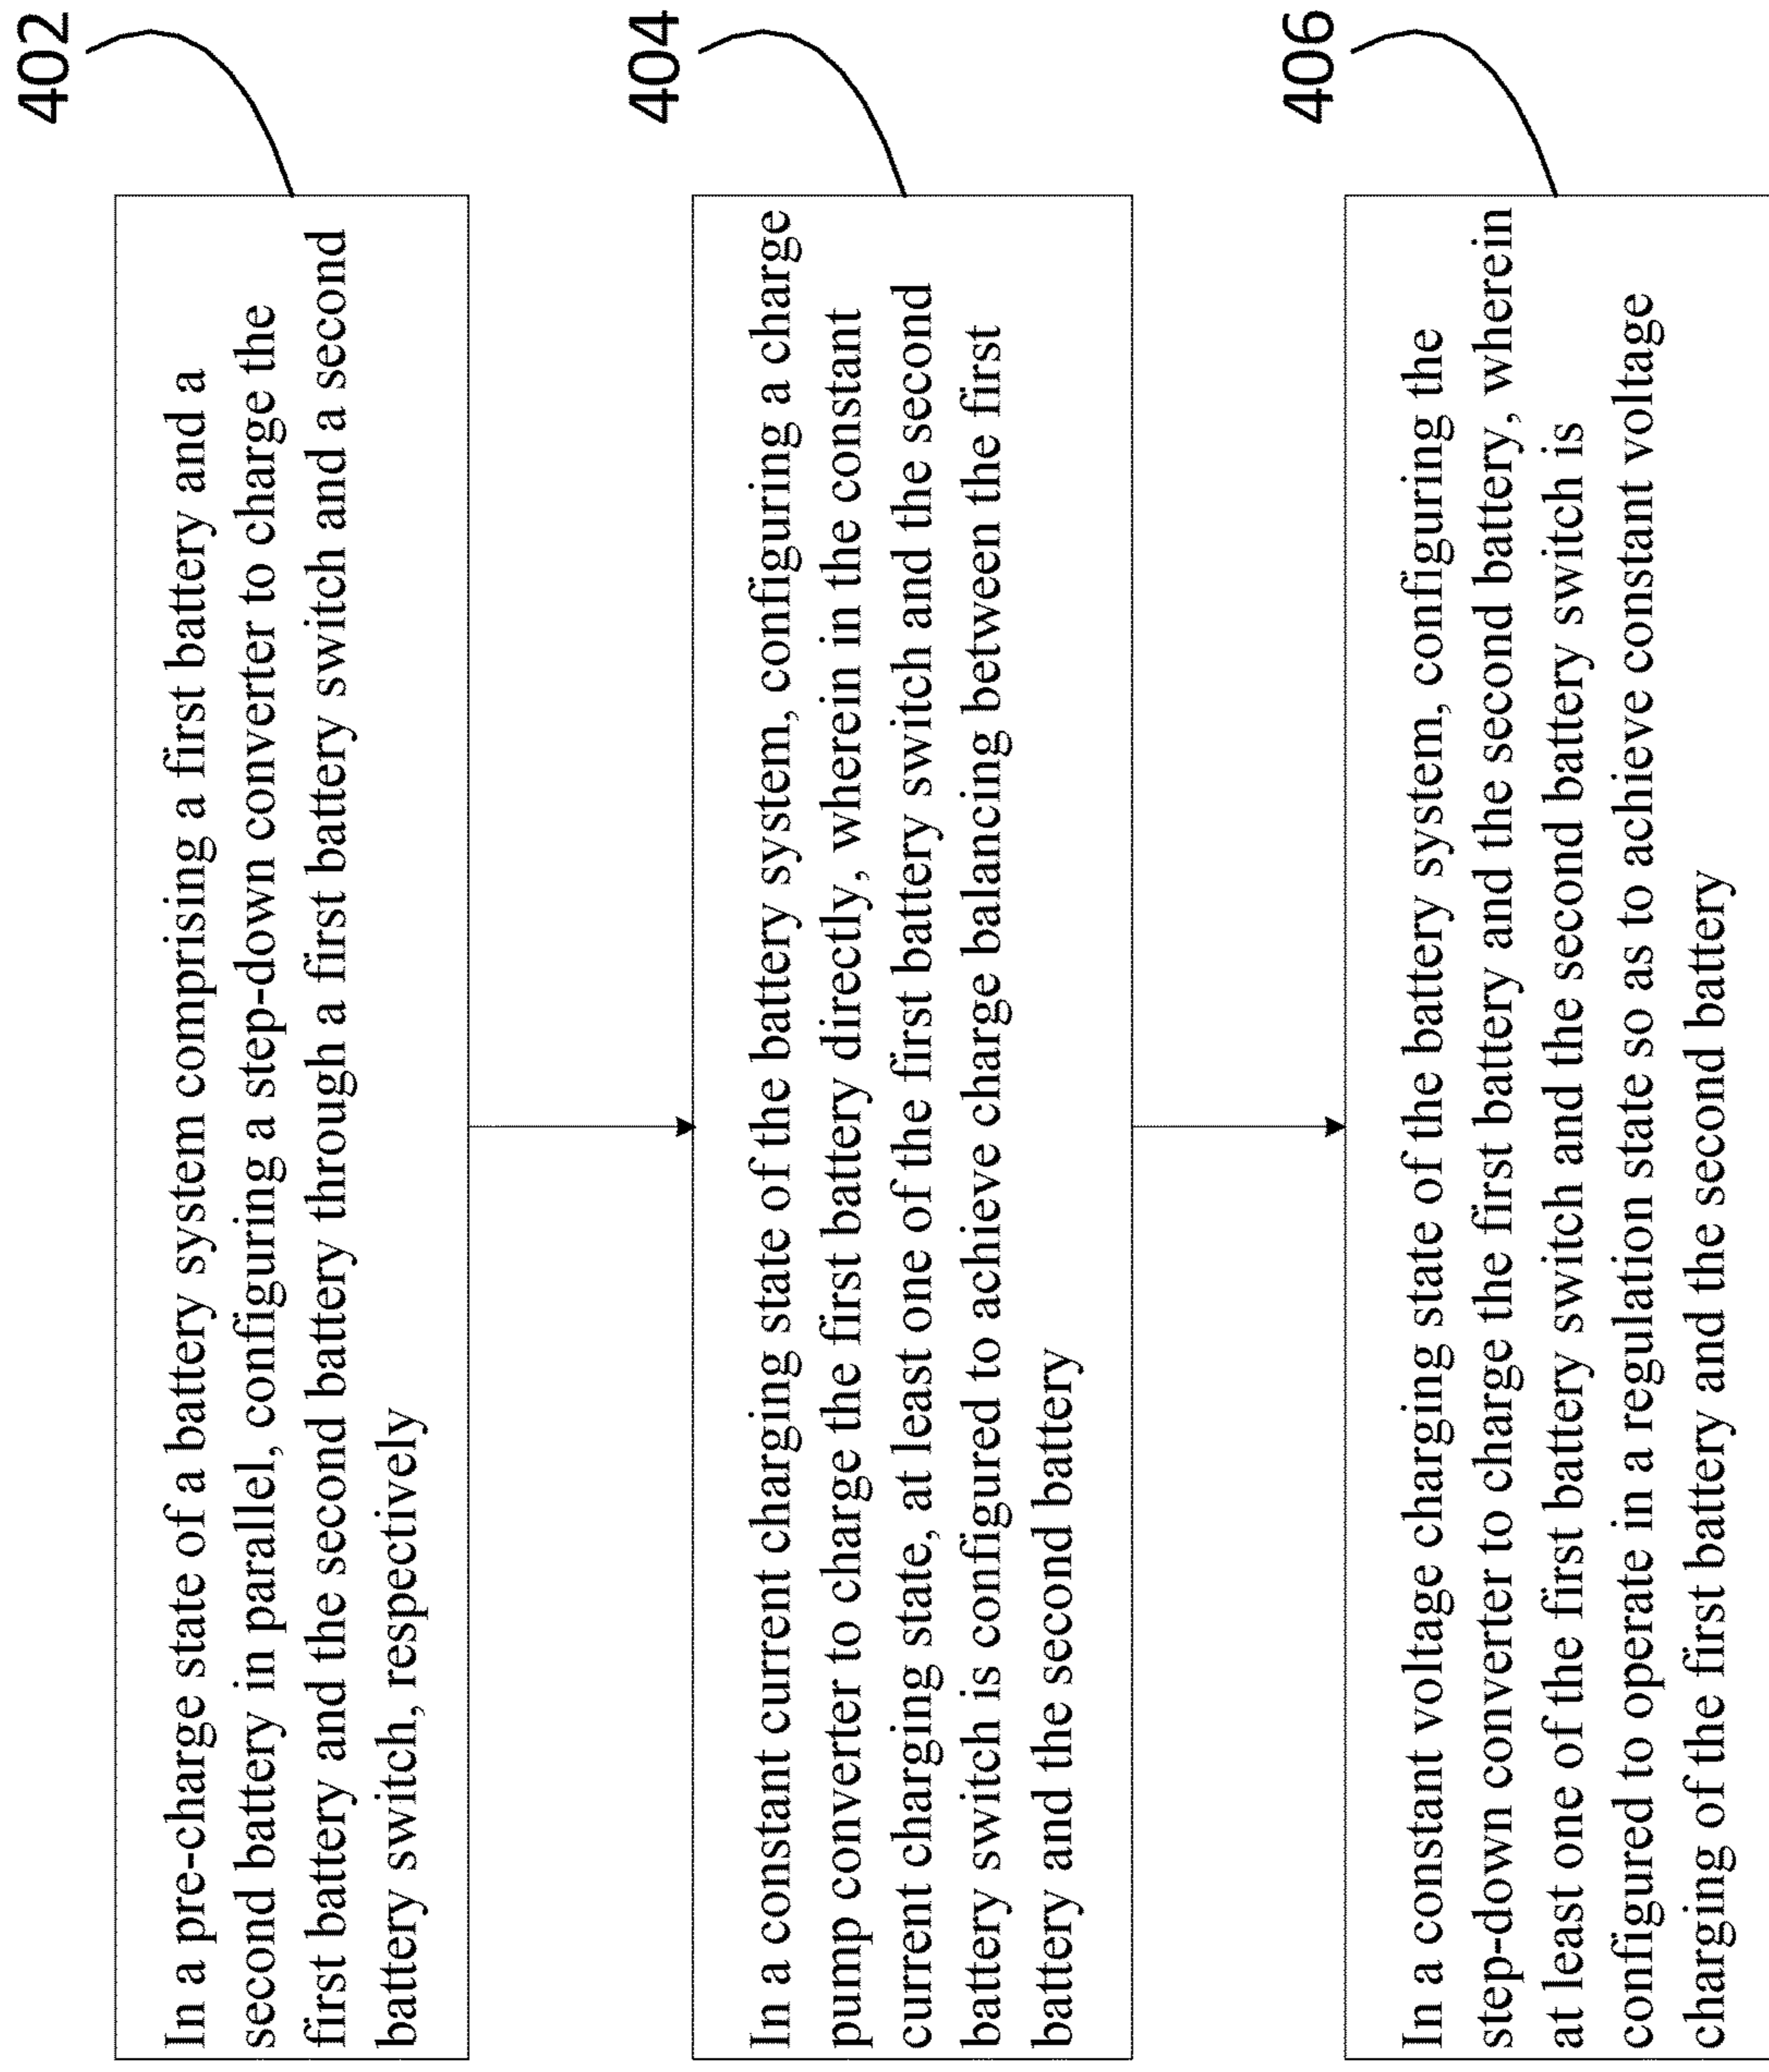 402
In a pre-charge state of a battery system comprising a first battery and a
second battery in parallel, configuring a step-down converter to charge the
first battery and the second battery through a first battery switch and a second
battery switch, respectively
404
In a constant current charging state of the battery system, configuring a charge
pump converter to charge the first battery directly, wherein in the constant
current charging state, at least one of the first battery switch and the second
battery switch is configured to achieve charge balancing between the first
battery and the second battery
406
In a constant voltage charging state of the battery system, configuring the
step-down converter to charge the first battery and the second battery, wherein
at least one of the first battery switch and the second battery switch is
configured to operate in a regulation state so as to achieve constant voltage
charging of the first battery and the second battery